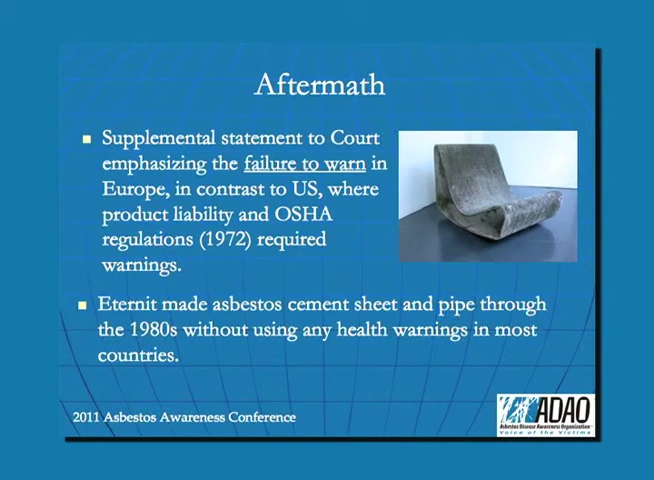 Aftermath
Supplemental statement to Court
emphasizing the failure to warn in
Europe, in contrast to US, where
product liability and OSHA
regulations (1972) required
warnings.
Eternit made asbestos cement sheet and pipe through
the 1980s without using any health warnings in most
countries.
2011 Asbestos Awareness Conference
ADAO
Asbestos Disease Awareness Organization
Voice of the Victims